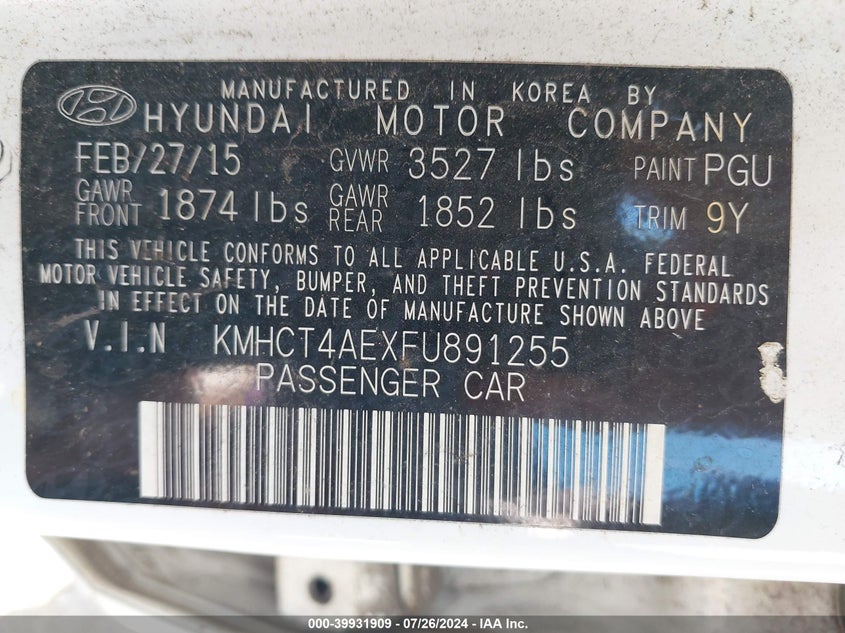 MANUFACTURED IN KOREA BY
HYUNDAI MOTOR COMPANY
FEB/27/15 GVWR 3527 lbs PAINT PGU
GAWR FRONT 1874 lbs GAWR REAR 1852 lbs TRIM 9Y
THIS VEHICLE CONFORMS TO ALL APPLICABLE U.S.A. FEDERAL
MOTOR VEHICLE SAFETY, BUMPER, AND THEFT PREVENTION STANDARDS
IN EFFECT ON THE DATE OF MANUFACTURE SHOWN ABOVE
V.I.N KMHCT4AEXFU891255
PASSENGER CAR
000-39931909 - 07/26/2024 - IAA Inc.